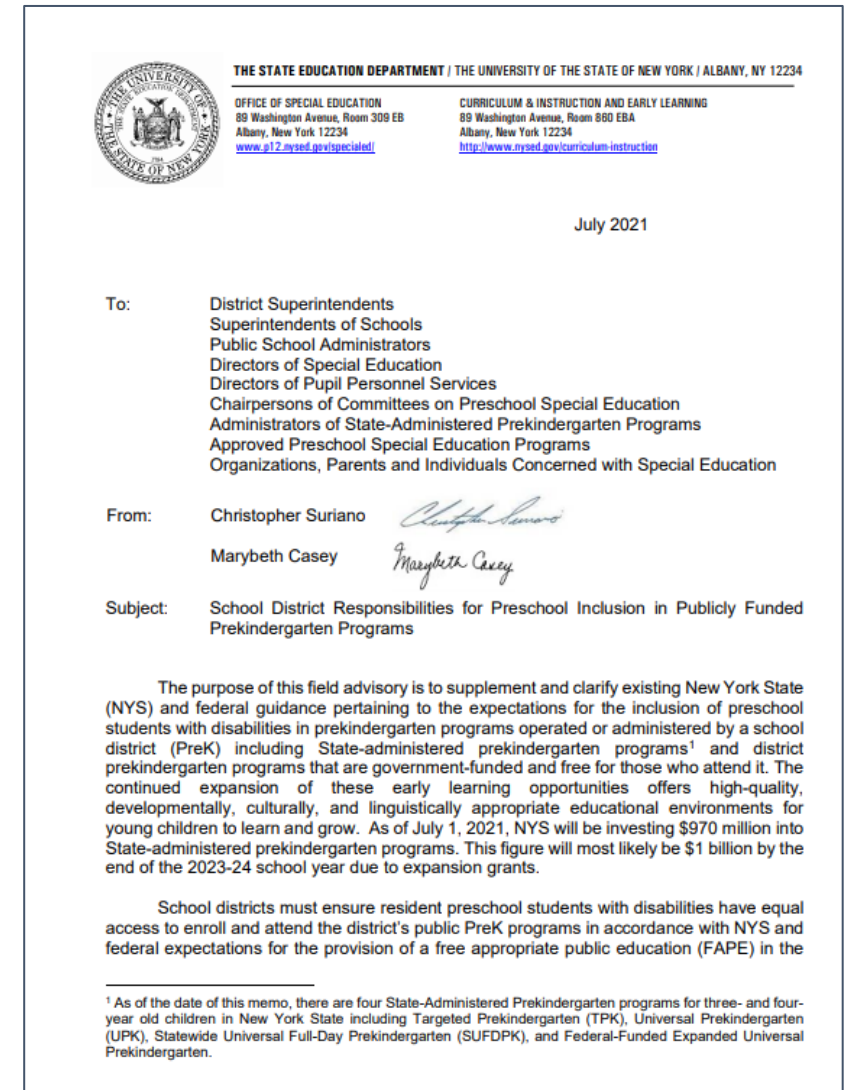 THE UNIVERSITY OF
THE STATE OF NEW YORK
THE STATE EDUCATION DEPARTMENT / THE UNIVERSITY OF THE STATE OF NEW YORK / ALBANY, NY 12234
OFFICE OF SPECIAL EDUCATION
89 Washington Avenue, Room 309 EB
Albany, New York 12234
www.p12.nysed.gov/specialed/
CURRICULUM & INSTRUCTION AND EARLY LEARNING
89 Washington Avenue, Room 860 EBA
Albany, New York 12234
http://www.nysed.gov/curriculum-instruction
July 2021
To: District Superintendents
Superintendents of Schools
Public School Administrators
Directors of Special Education
Directors of Pupil Personnel Services
Chairpersons of Committees on Preschool Special Education
Administrators of State-Administered Prekindergarten Programs
Approved Preschool Special Education Programs
Organizations, Parents and Individuals Concerned with Special Education
From: Christopher Suriano Christopher Suriano
Marybeth Casey Marybeth Casey
Subject: School District Responsibilities for Preschool Inclusion in Publicly Funded
Prekindergarten Programs
The purpose of this field advisory is to supplement and clarify existing New York State
(NYS) and federal guidance pertaining to the expectations for the inclusion of preschool
students with disabilities in prekindergarten programs operated or administered by a school
district (PreK) including State-administered prekindergarten programs¹ and district
prekindergarten programs that are government-funded and free for those who attend it. The
continued expansion of these early learning opportunities offers high-quality,
developmentally, culturally, and linguistically appropriate educational environments for
young children to learn and grow. As of July 1, 2021, NYS will be investing $970 million into
State-administered prekindergarten programs. This figure will most likely be $1 billion by the
end of the 2023-24 school year due to expansion grants.
School districts must ensure resident preschool students with disabilities have equal
access to enroll and attend the district's public PreK programs in accordance with NYS and
federal expectations for the provision of a free appropriate public education (FAPE) in the
¹ As of the date of this memo, there are four State-Administered Prekindergarten programs for three- and four-
year old children in New York State including Targeted Prekindergarten (TPK), Universal Prekindergarten
(UPK), Statewide Universal Full-Day Prekindergarten (SUFDPK), and Federal-Funded Expanded Universal
Prekindergarten.